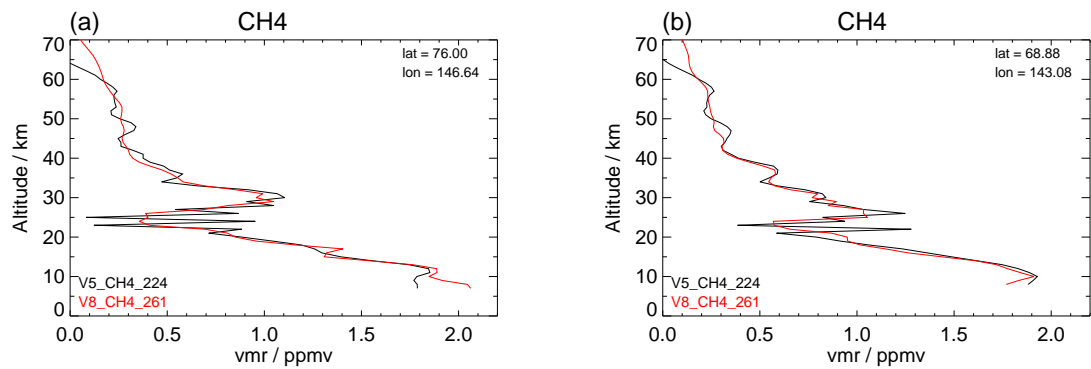 (a)
CH4
lat = 76.00
lon = 146.64
70
60
50
40
30
20
10
0
Altitude / km
V5_CH4_224
V8_CH4_261
0.0 0.5 1.0 1.5 2.0
vmr / ppmv
(b)
CH4
lat = 68.88
lon = 143.08
70
60
50
40
30
20
10
0
Altitude / km
V5_CH4_224
V8_CH4_261
0.0 0.5 1.0 1.5 2.0
vmr / ppmv